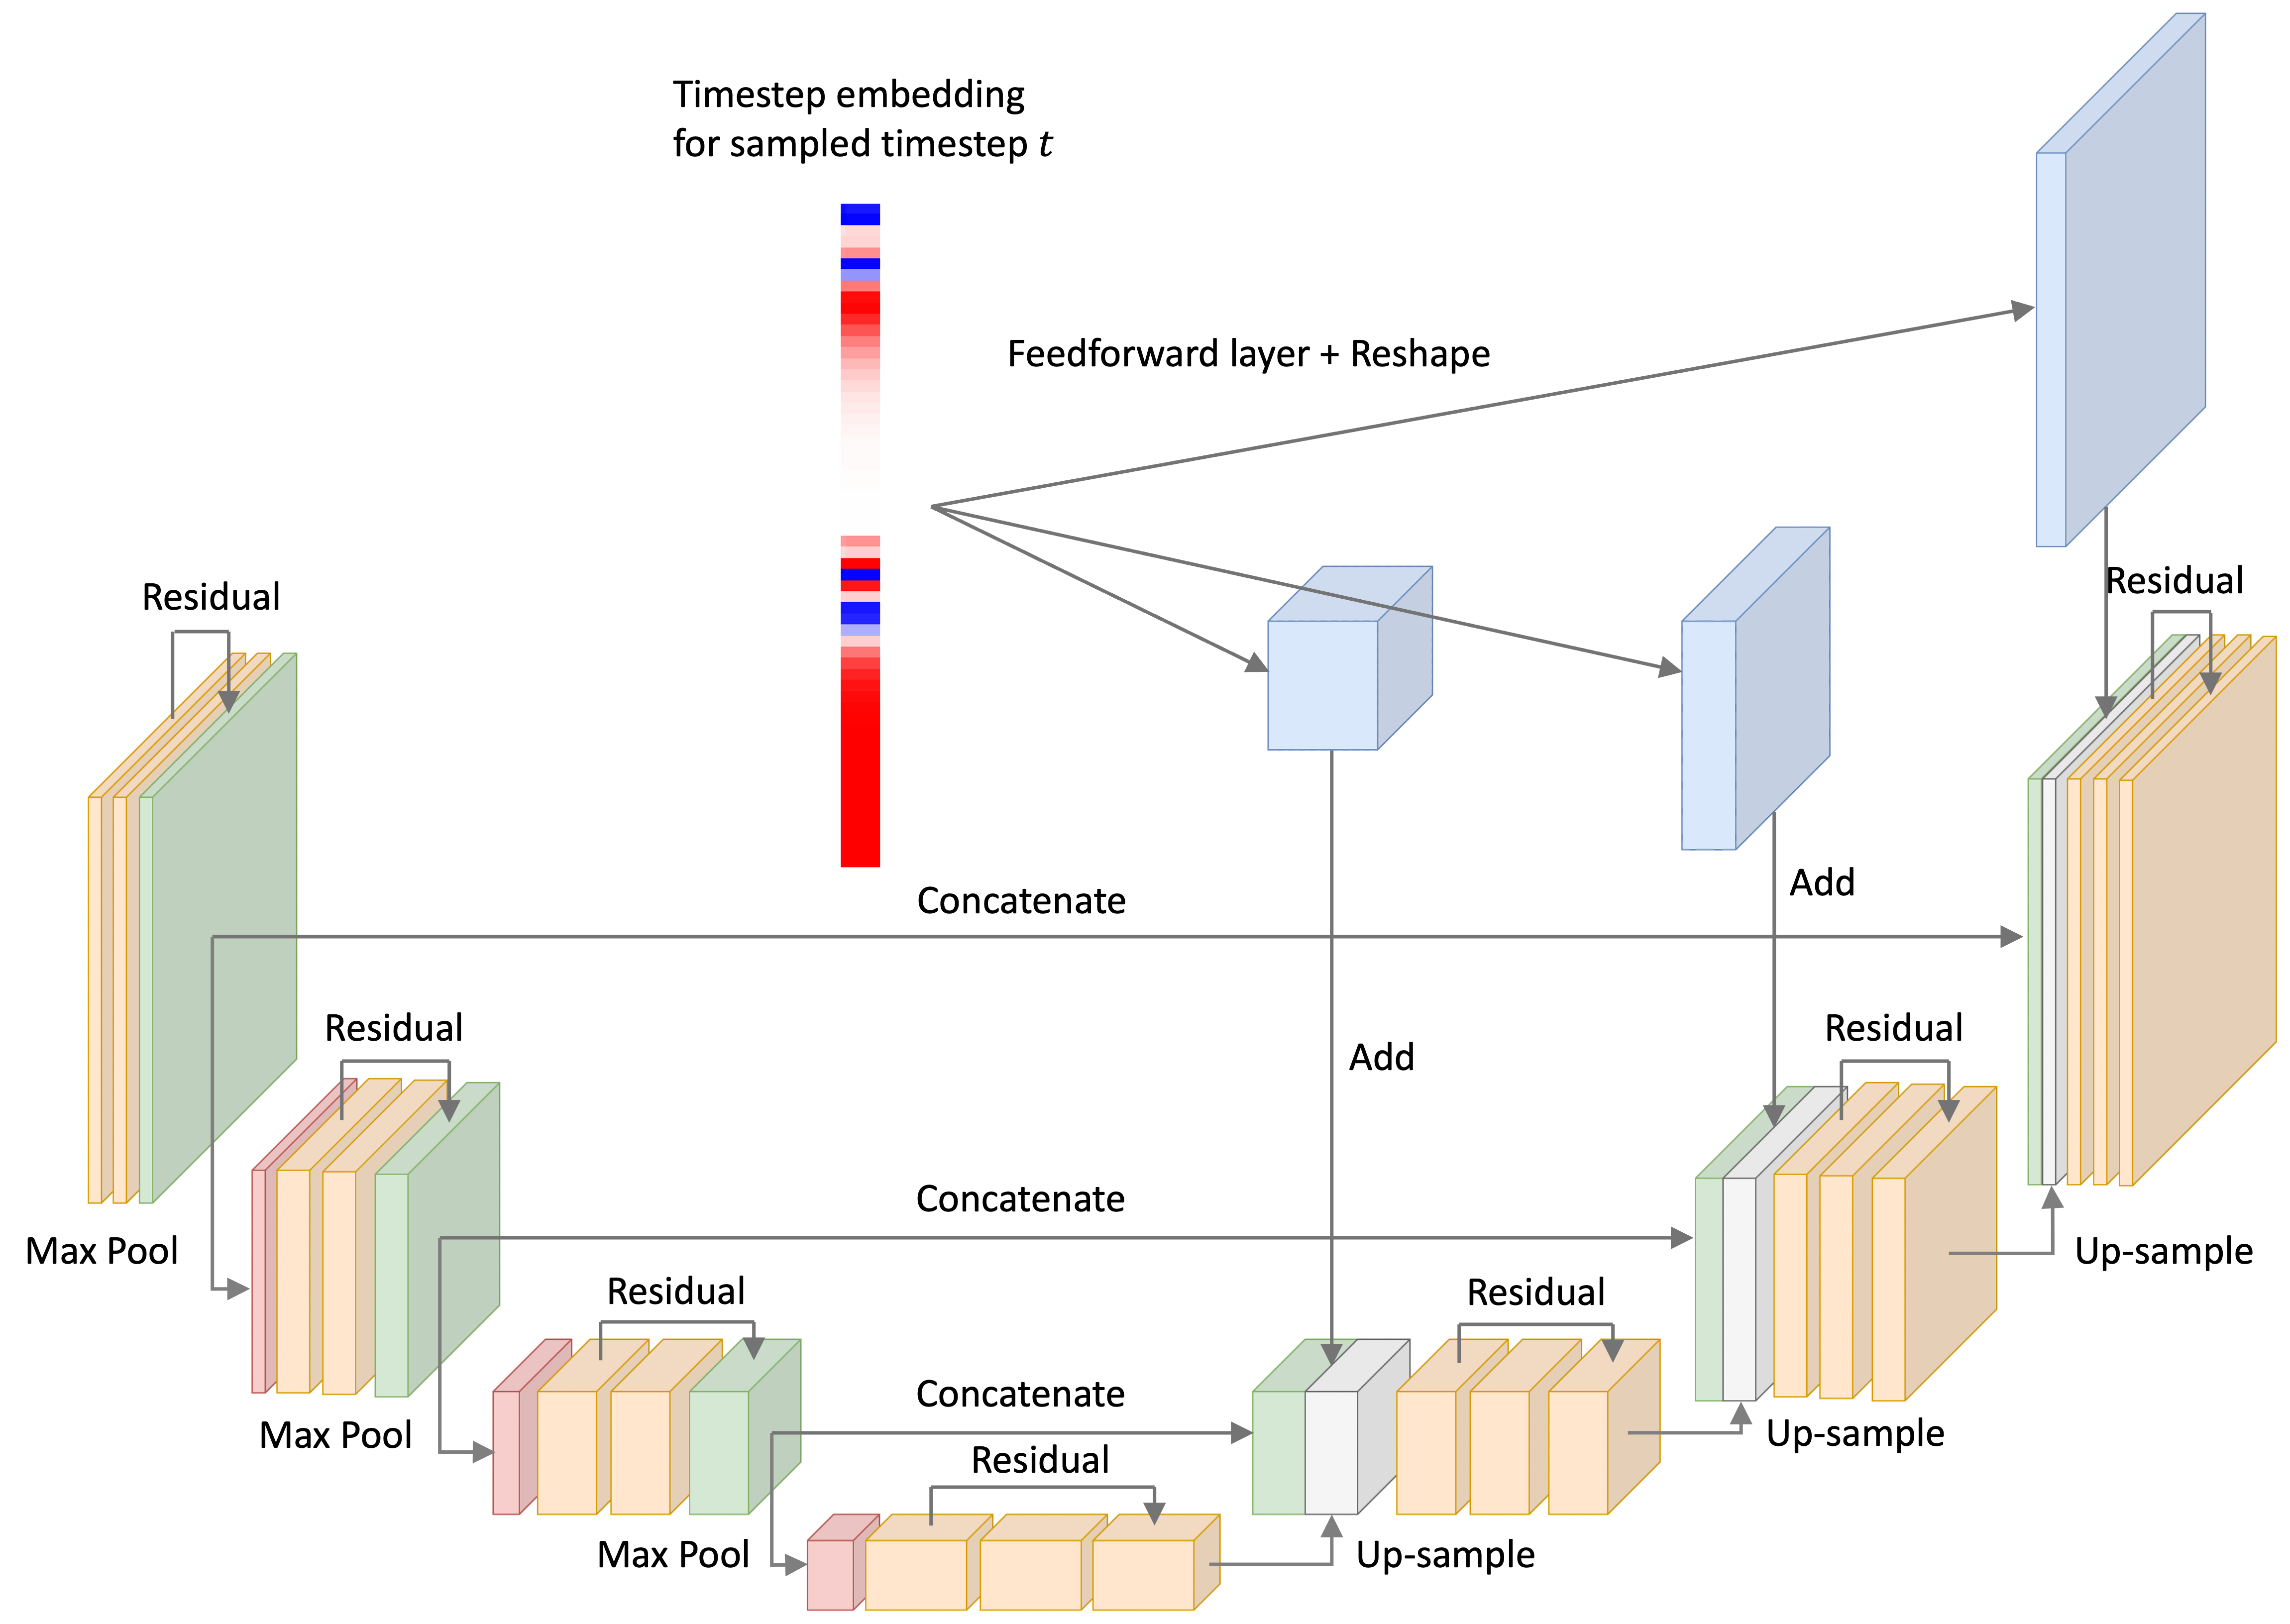 Timestep embedding
for sampled timestep t
Feedforward layer + Reshape
Residual
Residual
Add
Concatenate
Residual
Residual
Add
Concatenate
Max Pool
Up-sample
Residual
Residual
Concatenate
Max Pool
Up-sample
Residual
Max Pool
Up-sample